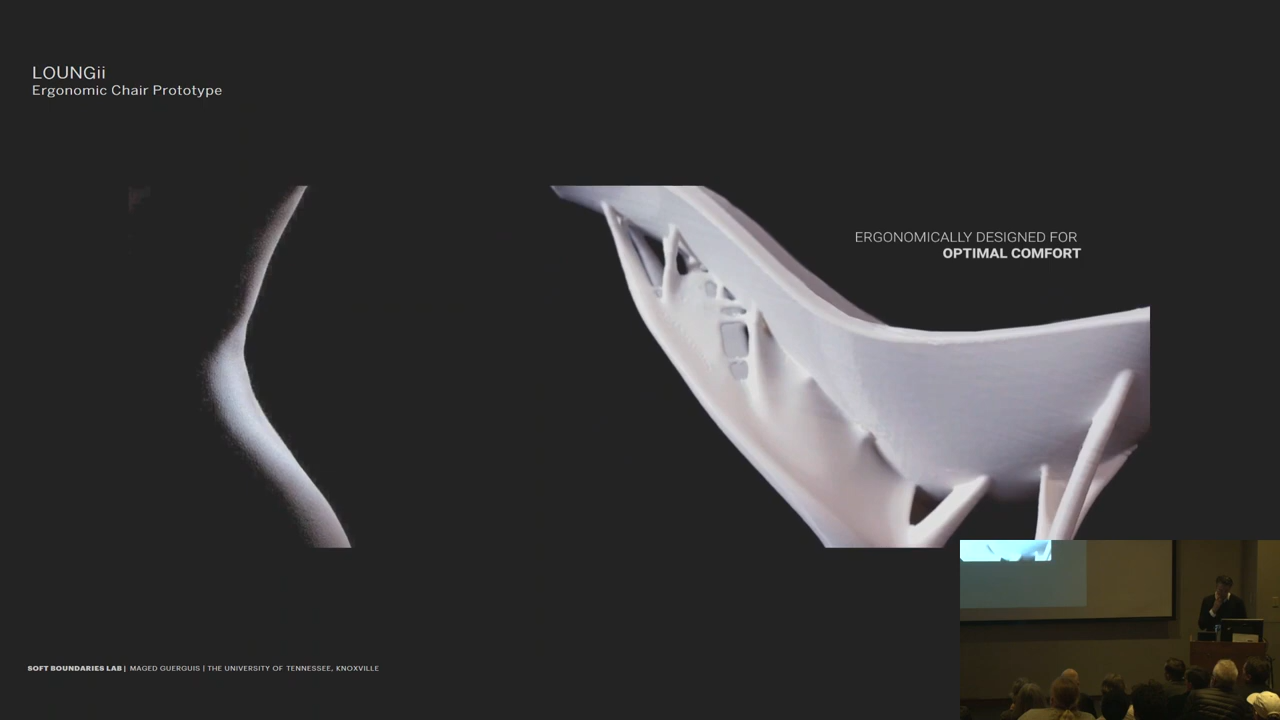 LOUNGii
Ergonomic Chair Prototype
ERGONOMICALLY DESIGNED FOR
OPTIMAL COMFORT
SOFT BOUNDARIES LAB | MAGED GUERGUIS | THE UNIVERSITY OF TENNESSEE, KNOXVILLE